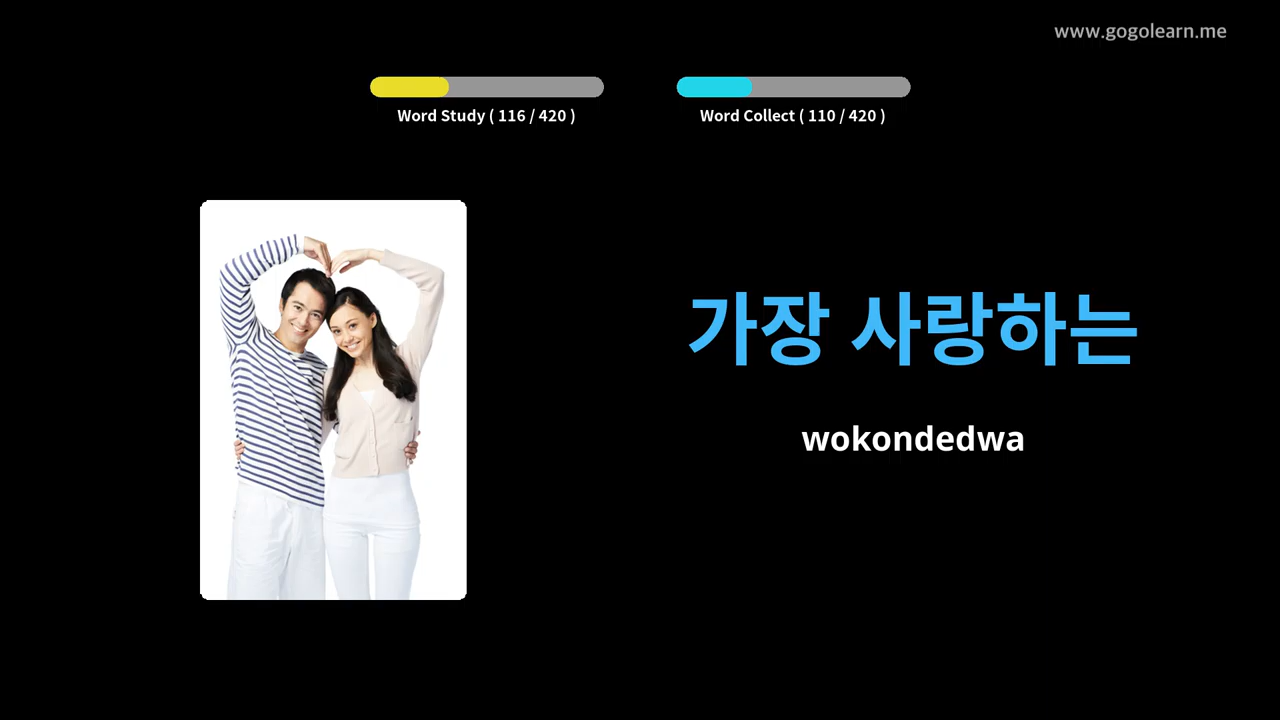 www.gogolearn.me
Word Study ( 116 / 420 )
Word Collect ( 110 / 420 )
가장 사랑하는
wokondedwa